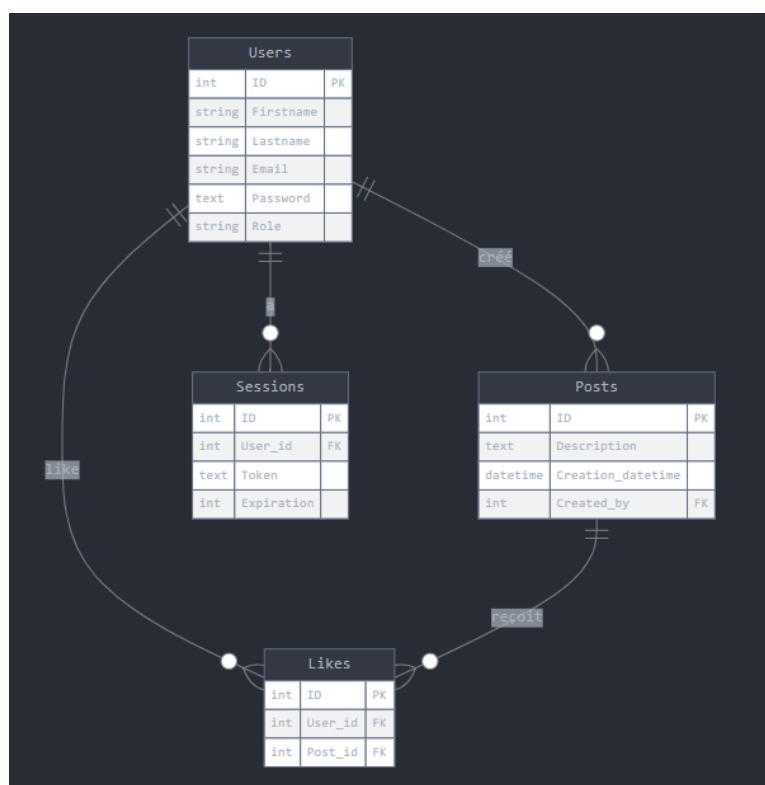 Users
int ID PK
string Firstname
string Lastname
string Email
text Password
string Role
créé
a
Sessions
int ID PK
int User_id FK
text Token
int Expiration
Posts
int ID PK
text Description
datetime Creation_datetime
int Created_by FK
like
reçoit
Likes
int ID PK
int User_id FK
int Post_id FK